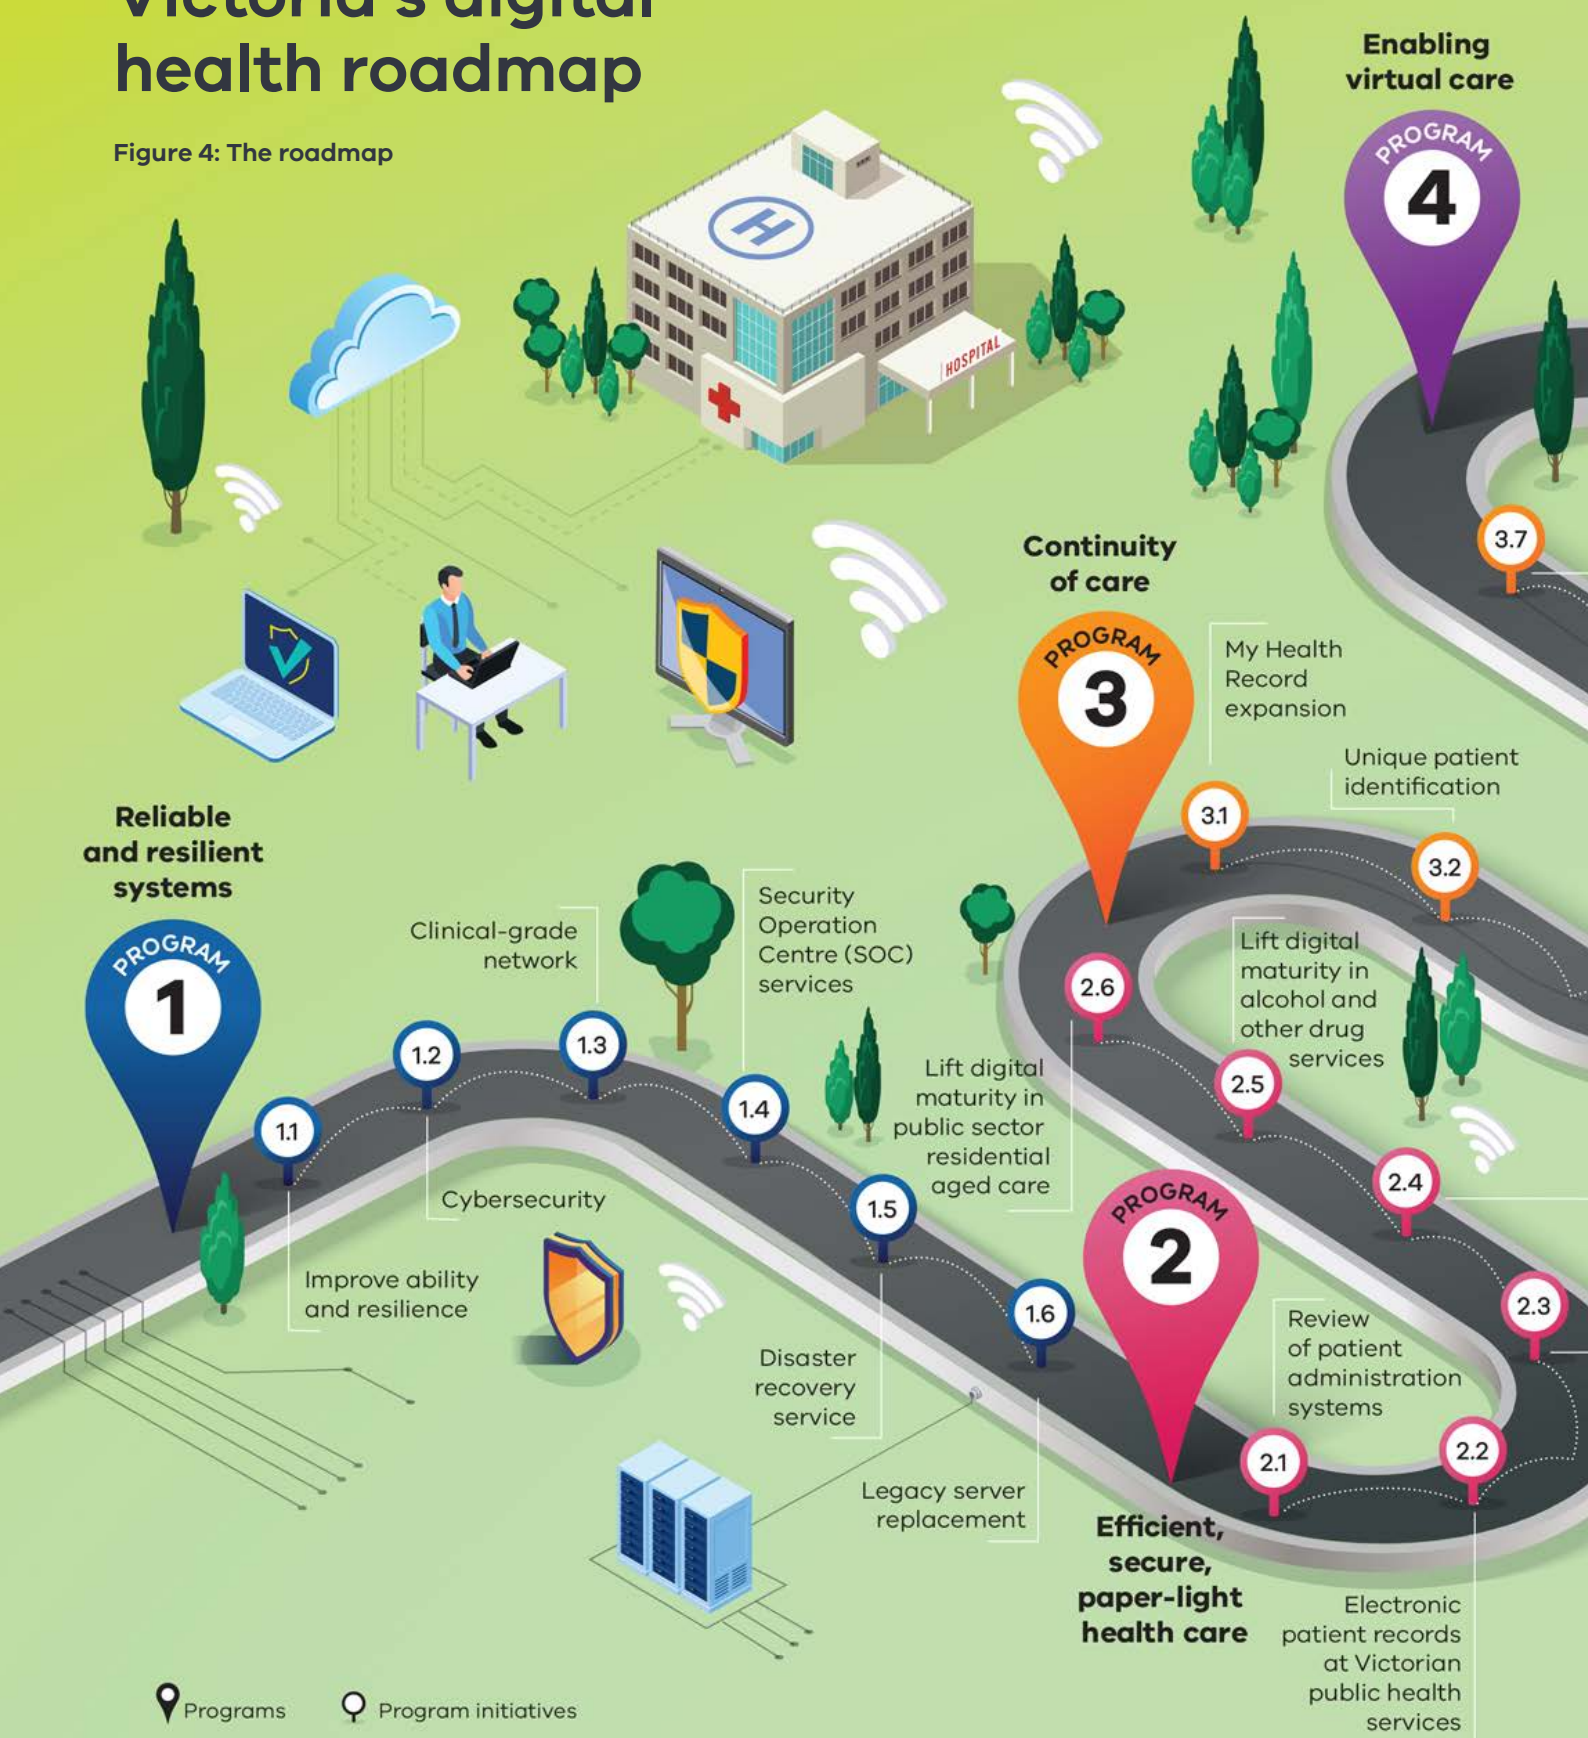 Victoria's digital
health roadmap
Figure 4: The roadmap
Enabling
virtual care
PROGRAM
4
H
HOSPITAL
3.7
Continuity
of care
PROGRAM
3
My Health
Record
expansion
Unique patient
identification
3.1
3.2
Reliable
and resilient
systems
PROGRAM
1
Clinical-grade
network
Security
Operation
Centre (SOC)
services
1.1
1.2
1.3
1.4
1.5
1.6
Cybersecurity
Improve ability
and resilience
Disaster
recovery
service
Legacy server
replacement
2.6
Lift digital
maturity in
public sector
residential
aged care
Lift digital
maturity in
alcohol and
other drug
services
2.5
2.4
2.3
PROGRAM
2
Efficient,
secure,
paper-light
health care
Review
of patient
administration
systems
2.1
2.2
Electronic
patient records
at Victorian
public health
services
Programs
Program initiatives